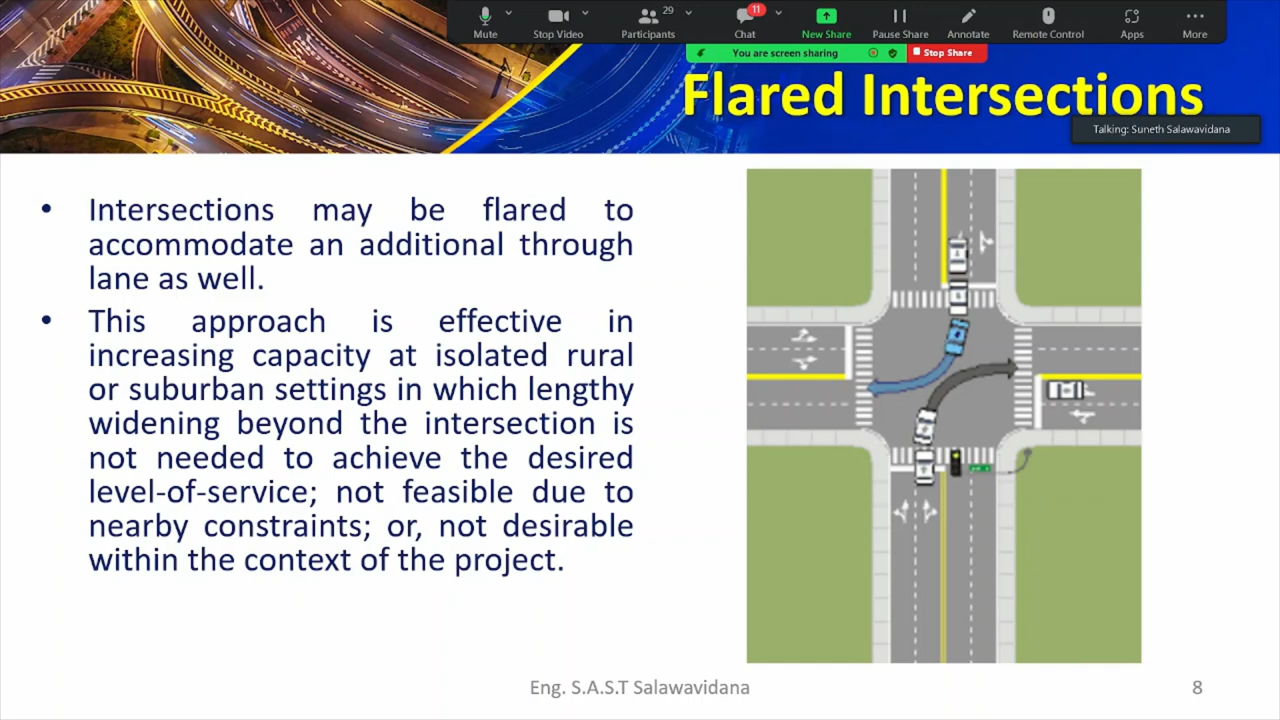 29
11
Mute
Stop Video
Participants
Chat
New Share
Pause Share
Annotate
Remote Control
Apps
More
You are screen sharing
Stop Share
Flared Intersections
Talking: Suneth Salawavidana
• Intersections may be flared to
accommodate an additional through
lane as well.
• This approach is effective in
increasing capacity at isolated rural
or suburban settings in which lengthy
widening beyond the intersection is
not needed to achieve the desired
level-of-service; not feasible due to
nearby constraints; or, not desirable
within the context of the project.
Eng. S.A.S.T Salawavidana
8